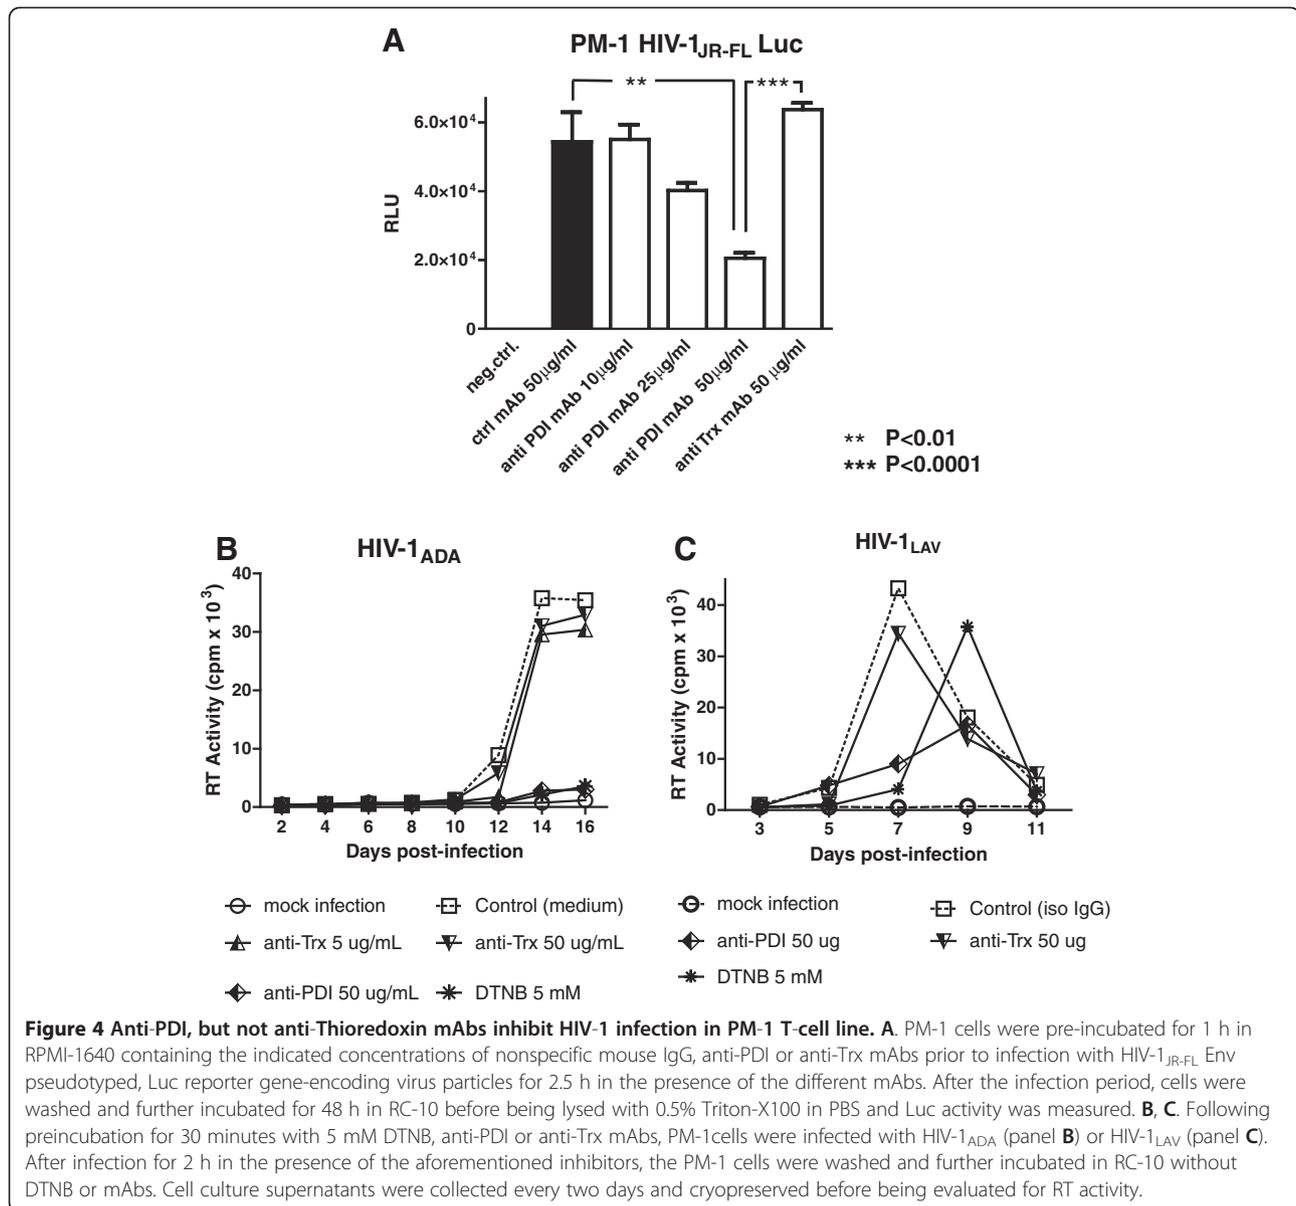 A
PM-1 HIV-1JR-FL Luc
**
***
6.0×10⁴
4.0×10⁴
2.0×10⁴
0
RLU
neg.ctrl.
ctrl mAb 50µg/ml
anti PDI mAb 10µg/ml
anti PDI mAb 25µg/ml
anti PDI mAb 50µg/ml
anti Trx mAb 50 µg/ml
** P<0.01
*** P<0.0001
B
HIV-1ADA
40
30
20
10
0
RT Activity (cpm x 10³)
2 4 6 8 10 12 14 16
Days post-infection
mock infection
Control (medium)
anti-Trx 5 ug/mL
anti-Trx 50 ug/mL
anti-PDI 50 ug/mL
DTNB 5 mM
C
HIV-1LAV
40
30
20
10
0
RT Activity (cpm x 10³)
3 5 7 9 11
Days post-infection
mock infection
Control (iso IgG)
anti-PDI 50 ug
anti-Trx 50 ug
DTNB 5 mM
Figure 4 Anti-PDI, but not anti-Thioredoxin mAbs inhibit HIV-1 infection in PM-1 T-cell line. A. PM-1 cells were pre-incubated for 1 h in
RPMI-1640 containing the indicated concentrations of nonspecific mouse IgG, anti-PDI or anti-Trx mAbs prior to infection with HIV-1JR-FL Env
pseudotyped, Luc reporter gene-encoding virus particles for 2.5 h in the presence of the different mAbs. After the infection period, cells were
washed and further incubated for 48 h in RC-10 before being lysed with 0.5% Triton-X100 in PBS and Luc activity was measured. B, C. Following
preincubation for 30 minutes with 5 mM DTNB, anti-PDI or anti-Trx mAbs, PM-1cells were infected with HIV-1ADA (panel B) or HIV-1LAV (panel C).
After infection for 2 h in the presence of the aforementioned inhibitors, the PM-1 cells were washed and further incubated in RC-10 without
DTNB or mAbs. Cell culture supernatants were collected every two days and cryopreserved before being evaluated for RT activity.